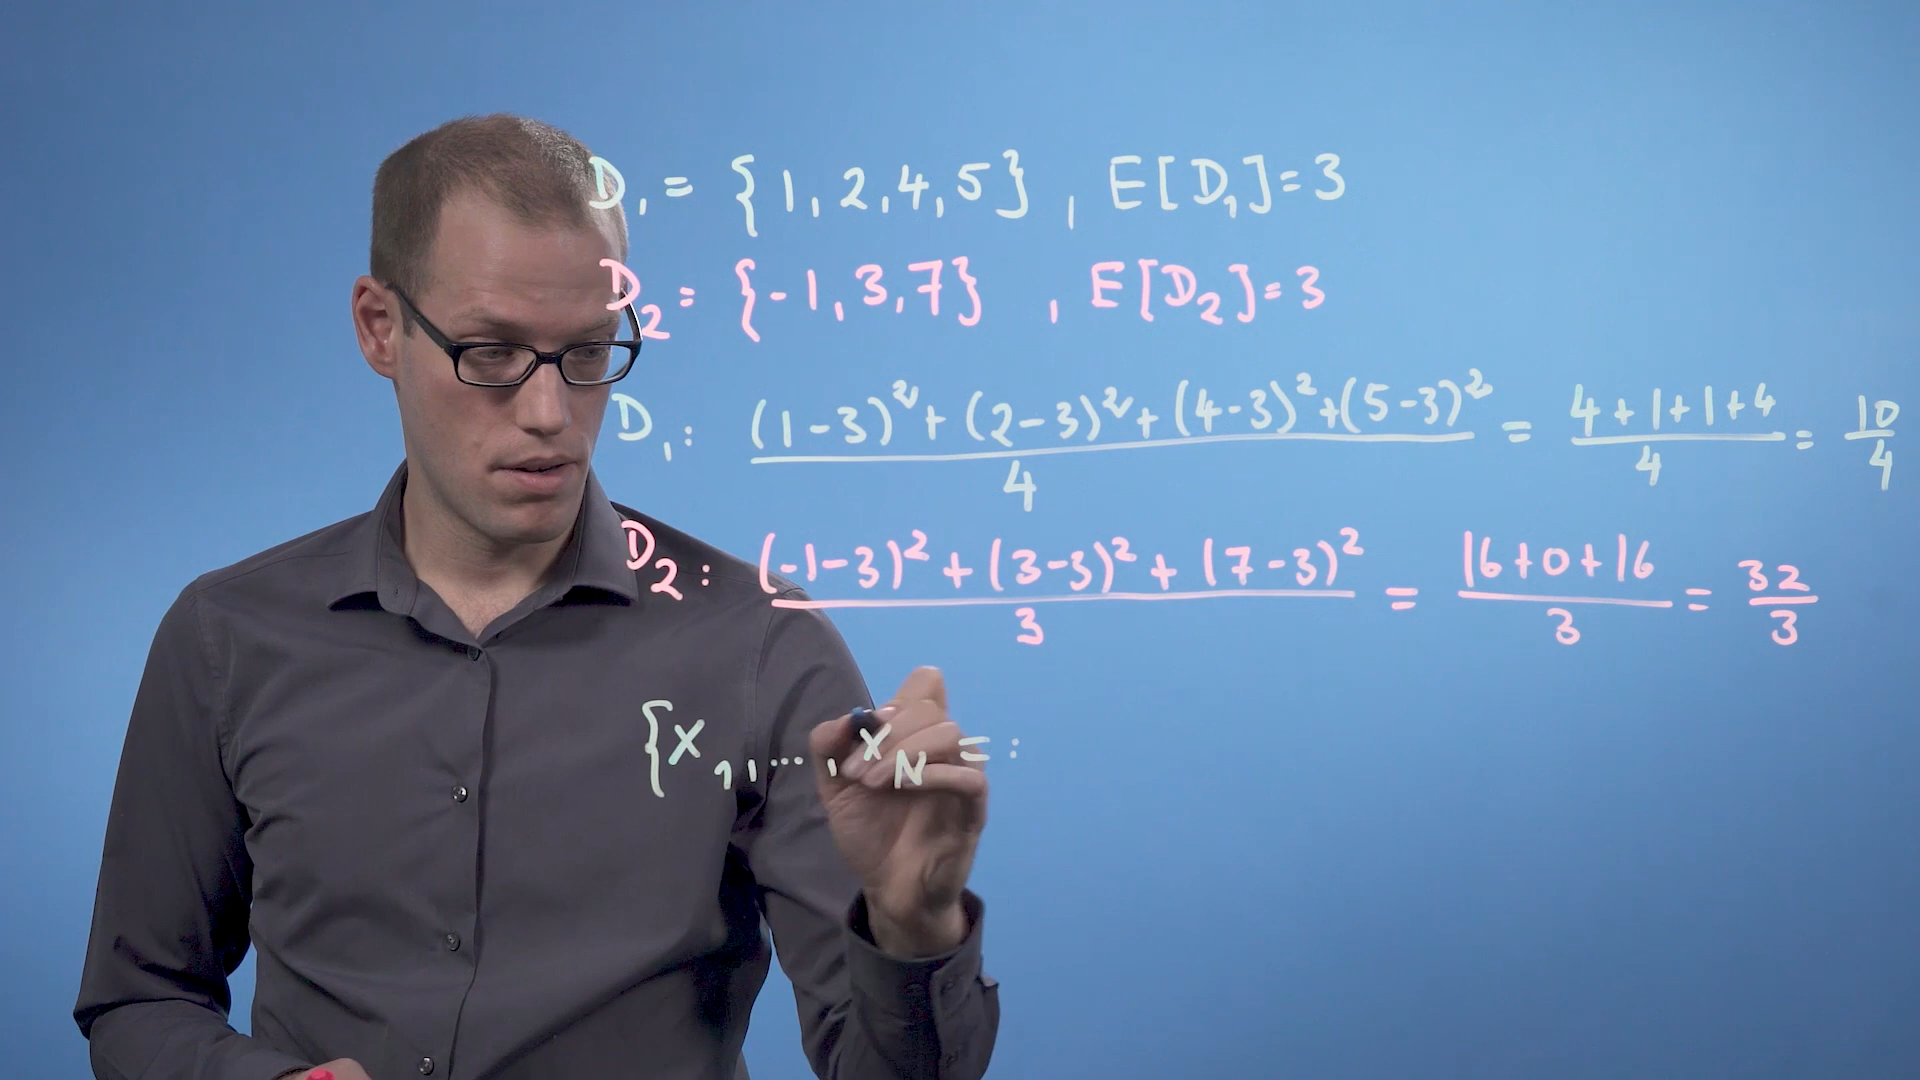 D₁ = {1, 2, 4, 5} , E[D₁]=3
D₂ = {-1, 3, 7} , E[D₂]=3
D₁: (1-3)²+(2-3)²+(4-3)²+(5-3)² / 4 = 4+1+1+4 / 4 = 10/4
D₂: (-1-3)² + (3-3)² + (7-3)² / 3 = 16+0+16 / 3 = 32/3
{x₁, ..., x_N = :